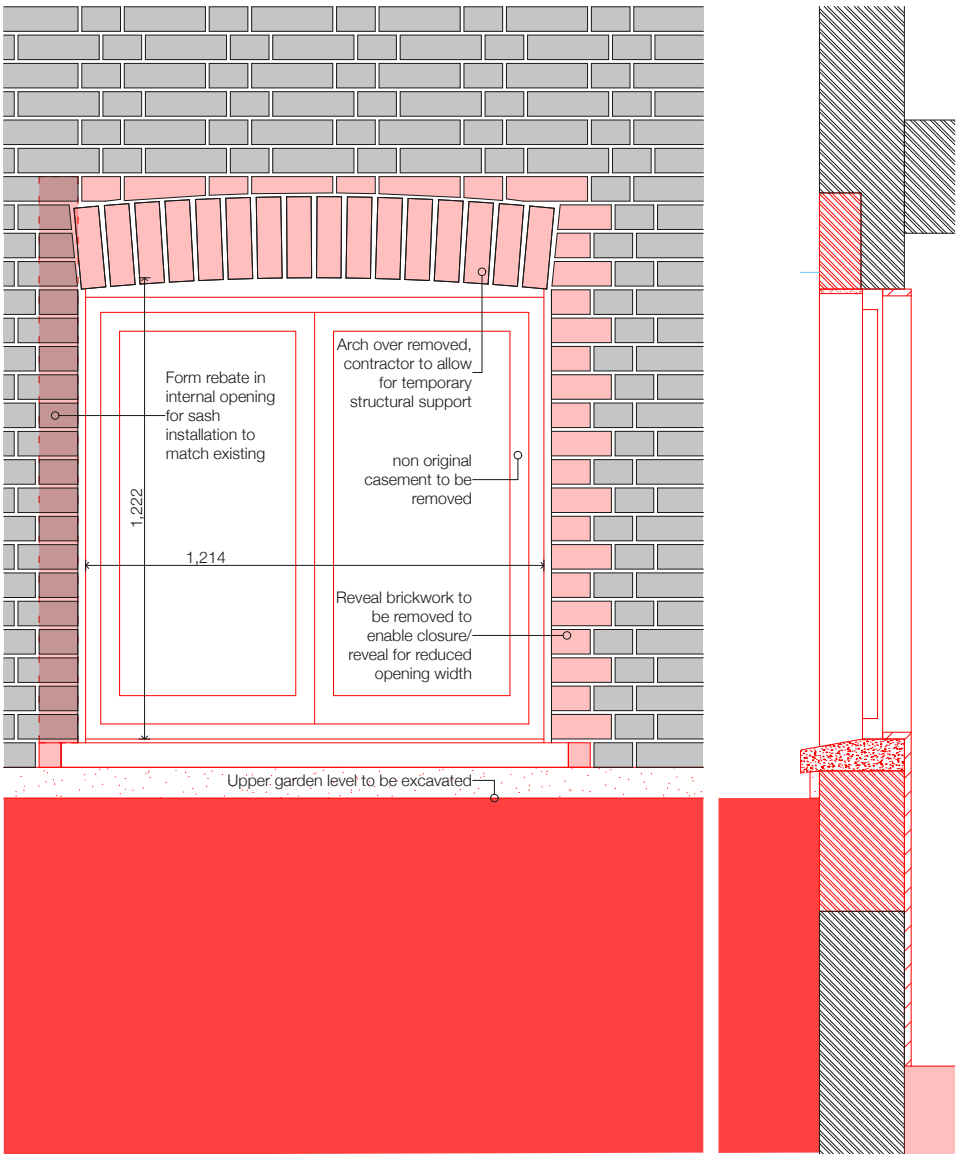 Arch over removed,
contractor to allow
for temporary
structural support
Form rebate in
internal opening
for sash
installation to
match existing
non original
casement to be
removed
1,222
1,214
Reveal brickwork to
be removed to
enable closure/
reveal for reduced
opening width
Upper garden level to be excavated